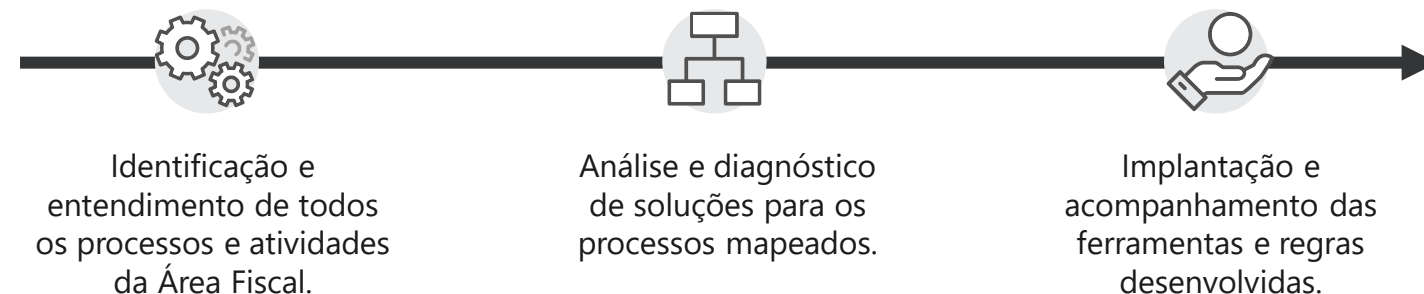 Identificação e
entendimento de todos
os processos e atividades
da Área Fiscal.
Análise e diagnóstico
de soluções para os
processos mapeados.
Implantação e
acompanhamento das
ferramentas e regras
desenvolvidas.